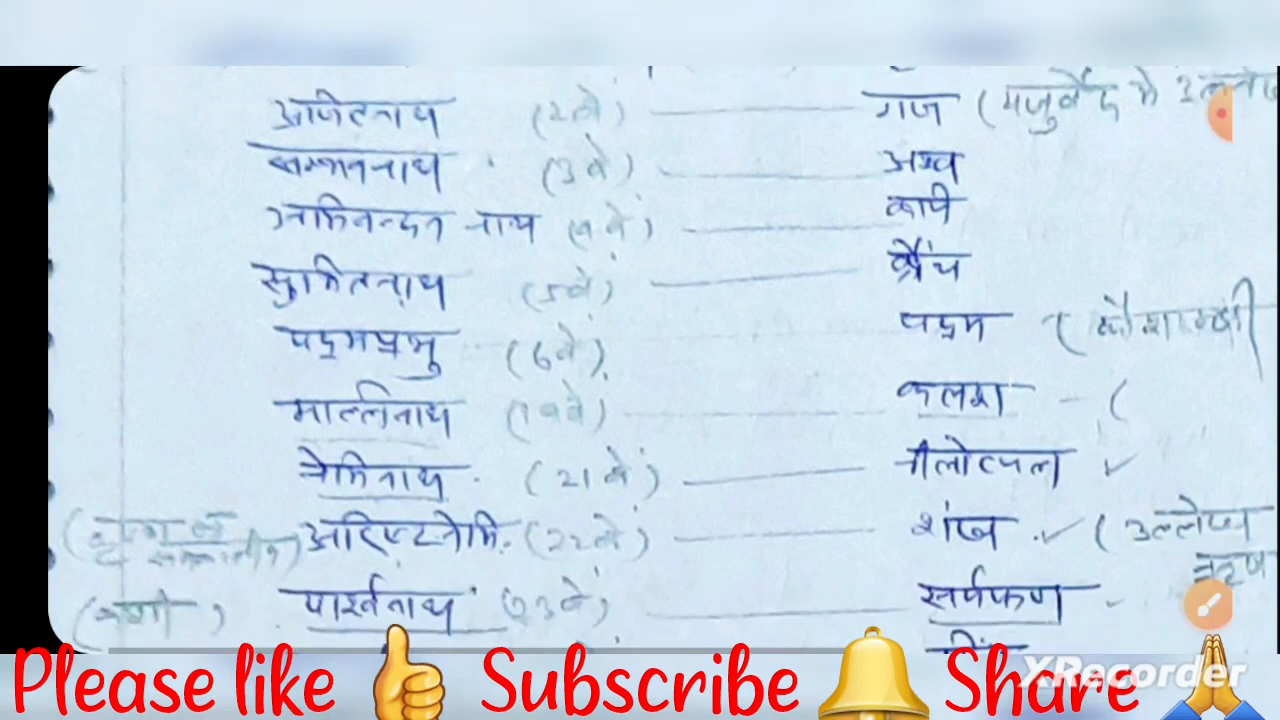 अजितनाथ (2वें) — गज (यजुर्वेद में उल्लेख
सम्भवनाथ (3वें) — अश्व
अभिनन्दन नाथ (4वें) — कपि
सुमितनाथ (5वें) — क्रौंच
पद्मप्रभु (6वें) पद्म (कौशाम्बी
मल्लिनाथ (19वें) — कलश - (
नेमिनाथ (21वें) — नीलोत्पल ✓
अरिष्टनेमि (22वें) — शंख ✓ (उल्लेख
(समकालीन)
(काशी) पार्श्वनाथ (23वें) — सर्पफण
Please like 👍 Subscribe 🔔 Share 🙏
XRecorder